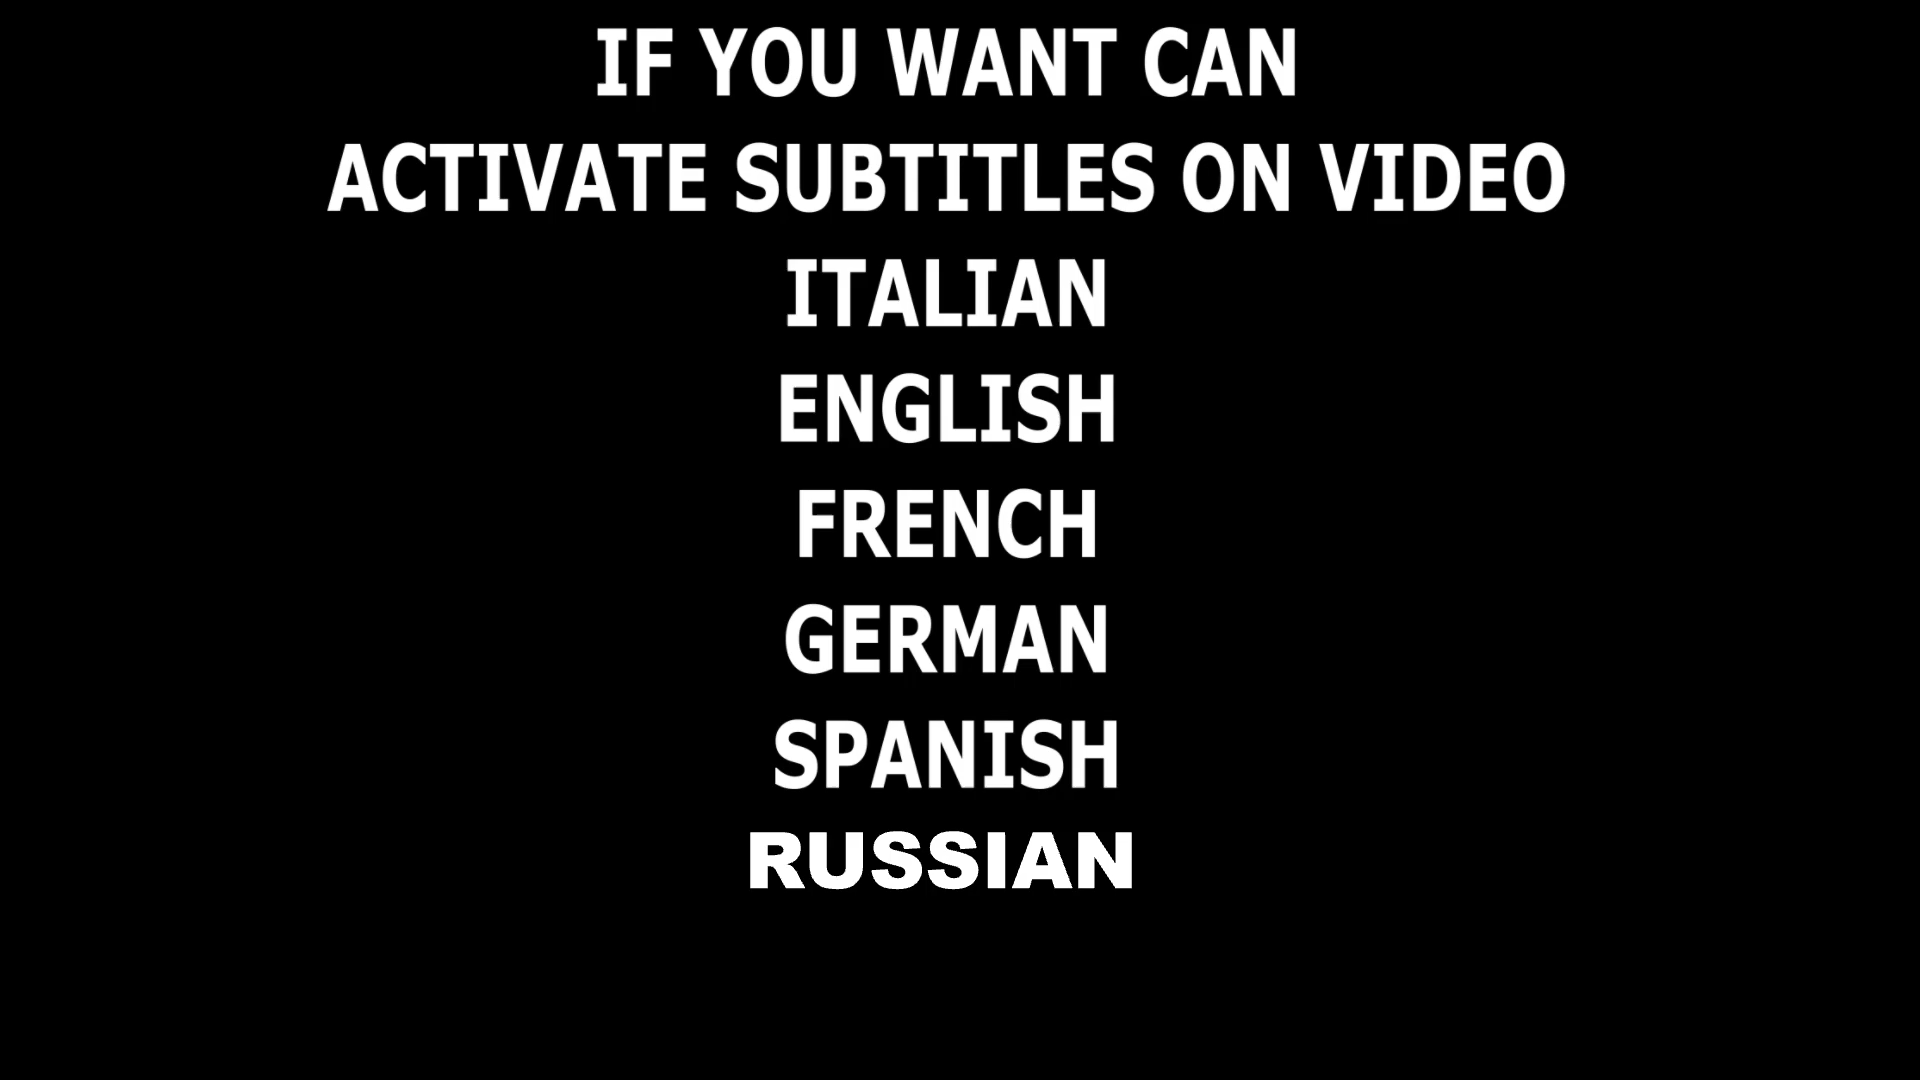 IF YOU WANT CAN
ACTIVATE SUBTITLES ON VIDEO
ITALIAN
ENGLISH
FRENCH
GERMAN
SPANISH
RUSSIAN